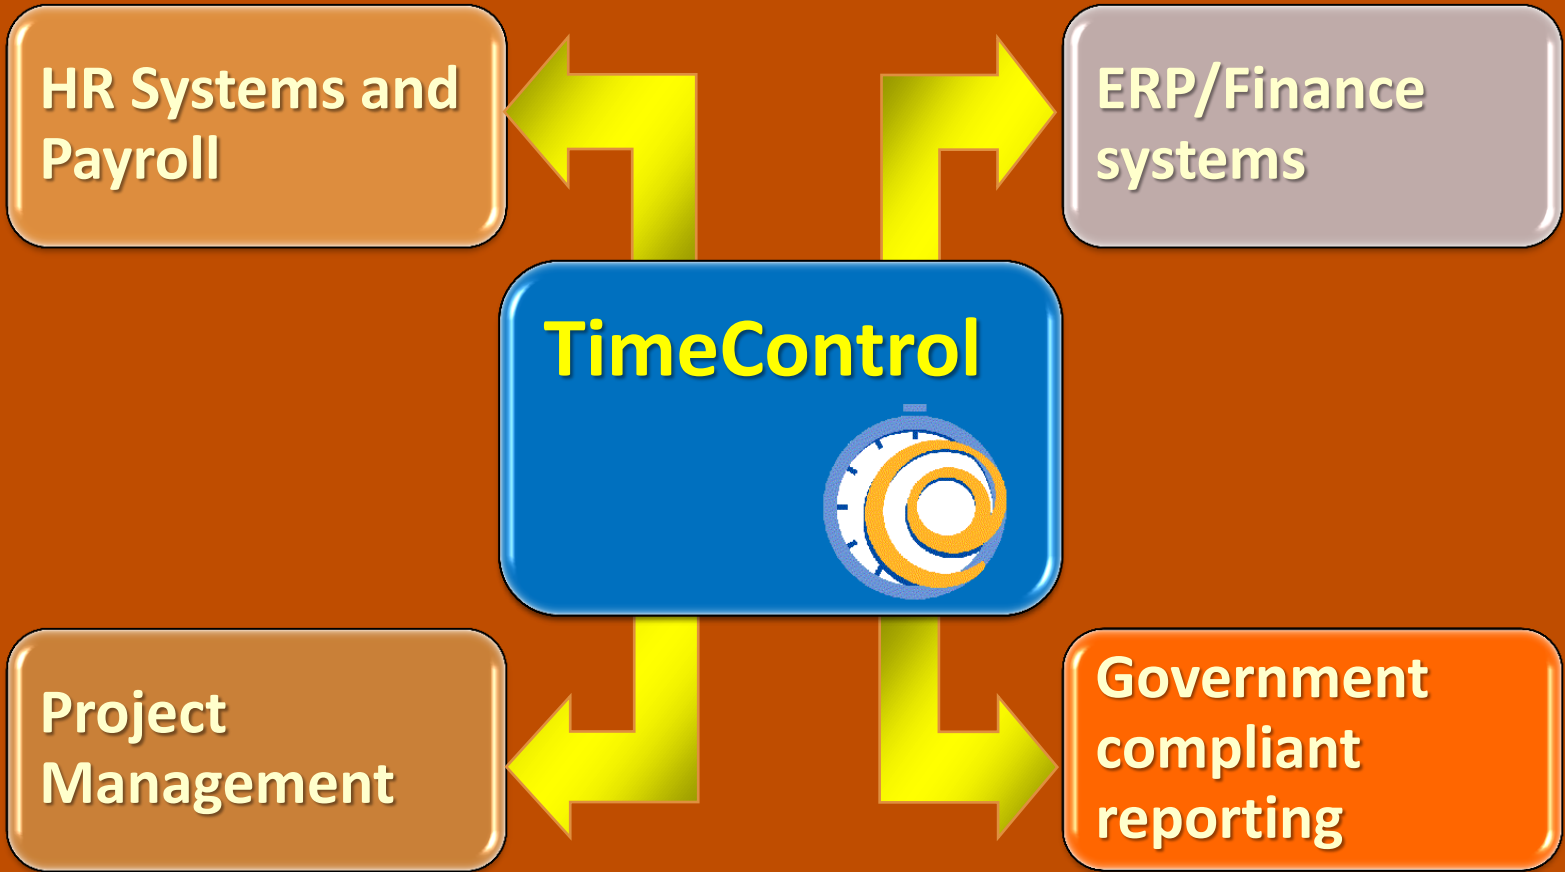 HR Systems and
Payroll
ERP/Finance
systems
TimeControl
Project
Management
Government
compliant
reporting